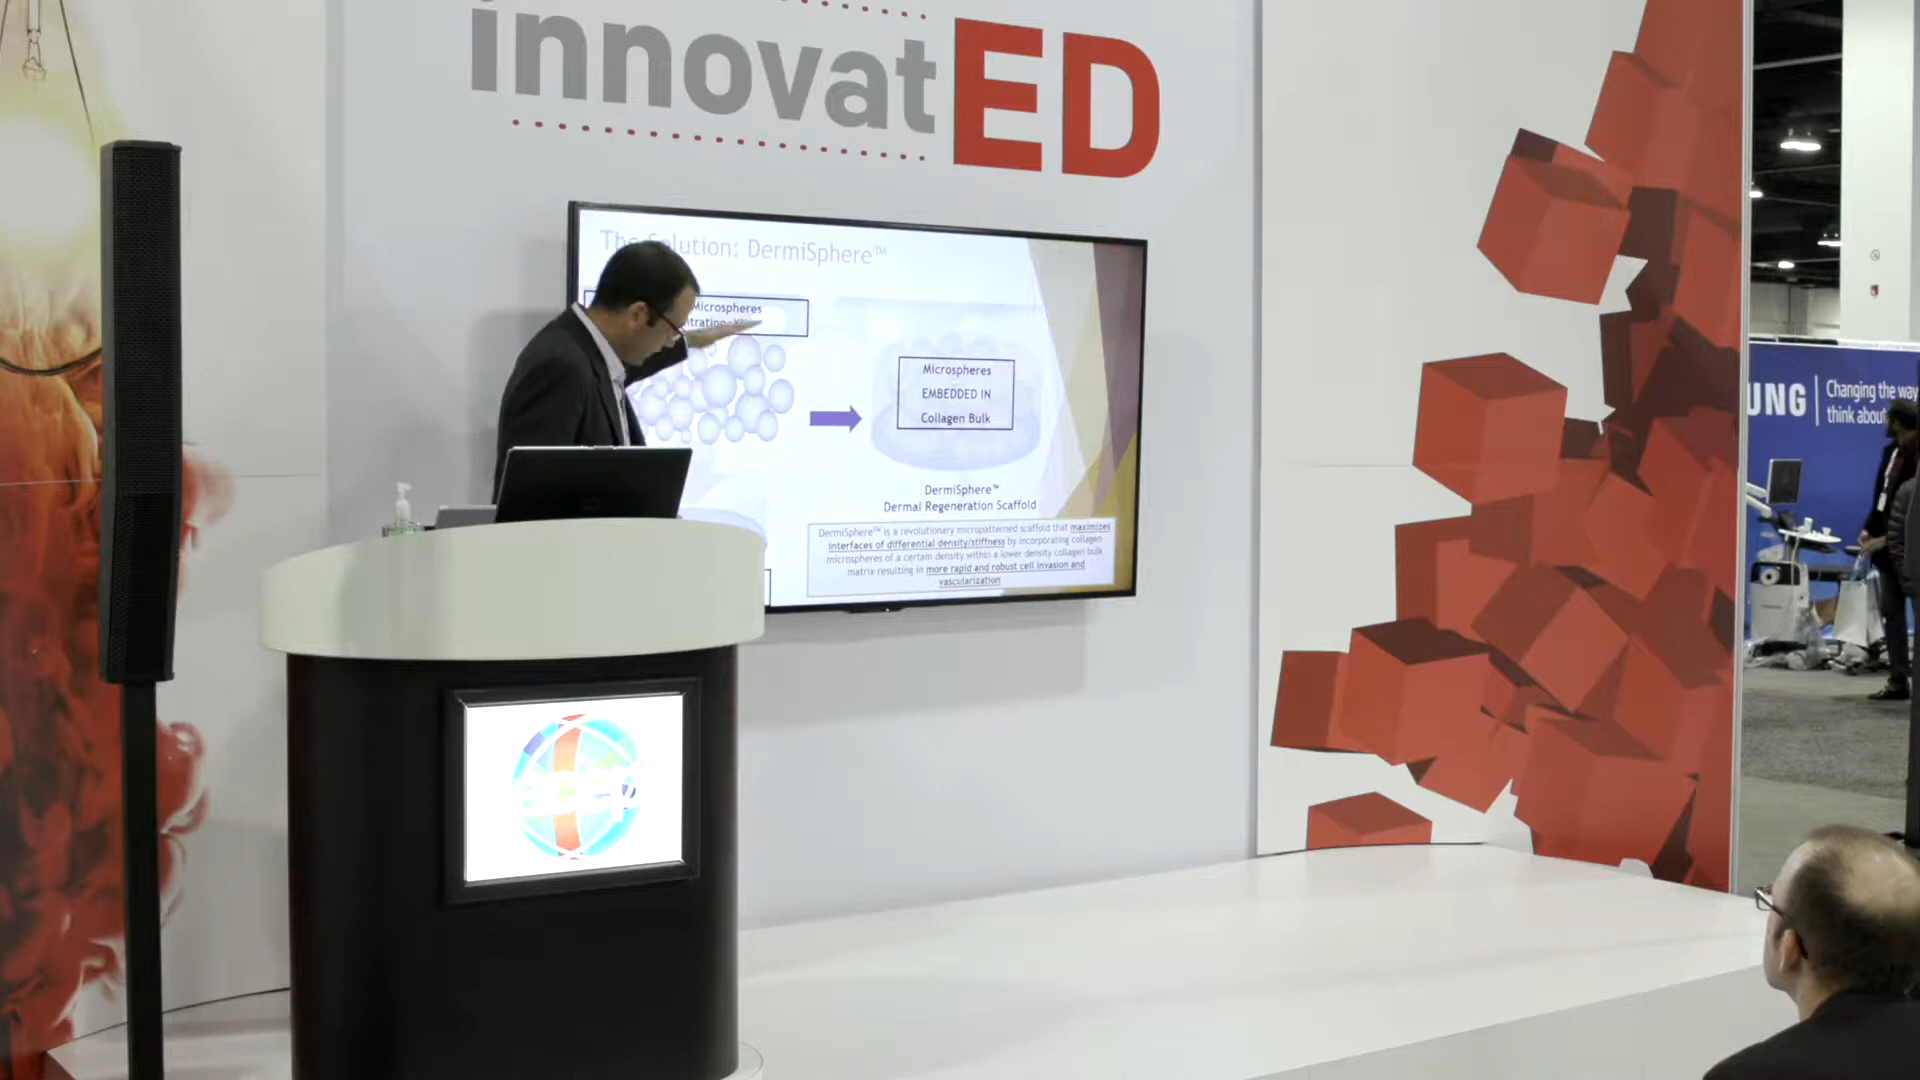 innovatED
The Solution: DermiSphere™
Microspheres
Microspheres
EMBEDDED IN
Collagen Bulk
DermiSphere™
Dermal Regeneration Scaffold
DermiSphere™ is a revolutionary micropatterned scaffold that maximizes
interfaces of differential density/stiffness by incorporating collagen
microspheres of a certain density within a lower density collagen bulk
matrix resulting in more rapid and robust cell invasion and
vascularization
Changing the way
think about